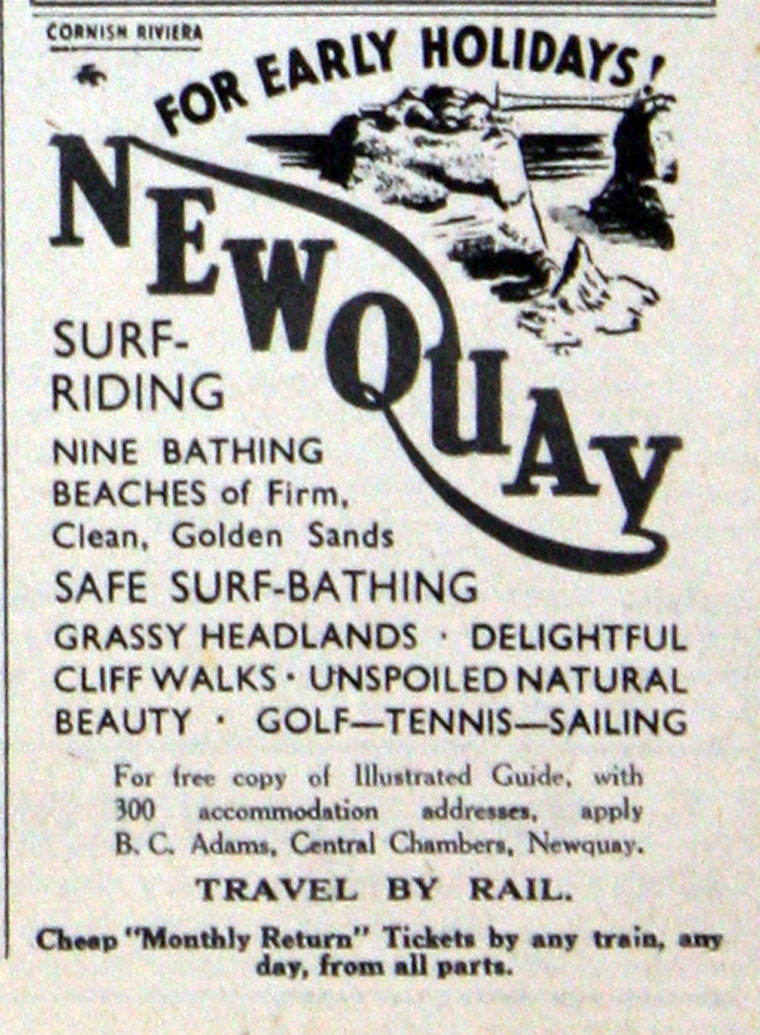 CORNISH RIVIERA
FOR EARLY HOLIDAYS!
NEWQUAY
SURF-
RIDING
NINE BATHING
BEACHES of Firm,
Clean, Golden Sands
SAFE SURF-BATHING
GRASSY HEADLANDS · DELIGHTFUL
CLIFF WALKS · UNSPOILED NATURAL
BEAUTY · GOLF—TENNIS—SAILING
For free copy of Illustrated Guide, with
300 accommodation addresses, apply
B. C. Adams, Central Chambers, Newquay.
TRAVEL BY RAIL.
Cheap "Monthly Return" Tickets by any train, any
day, from all parts.